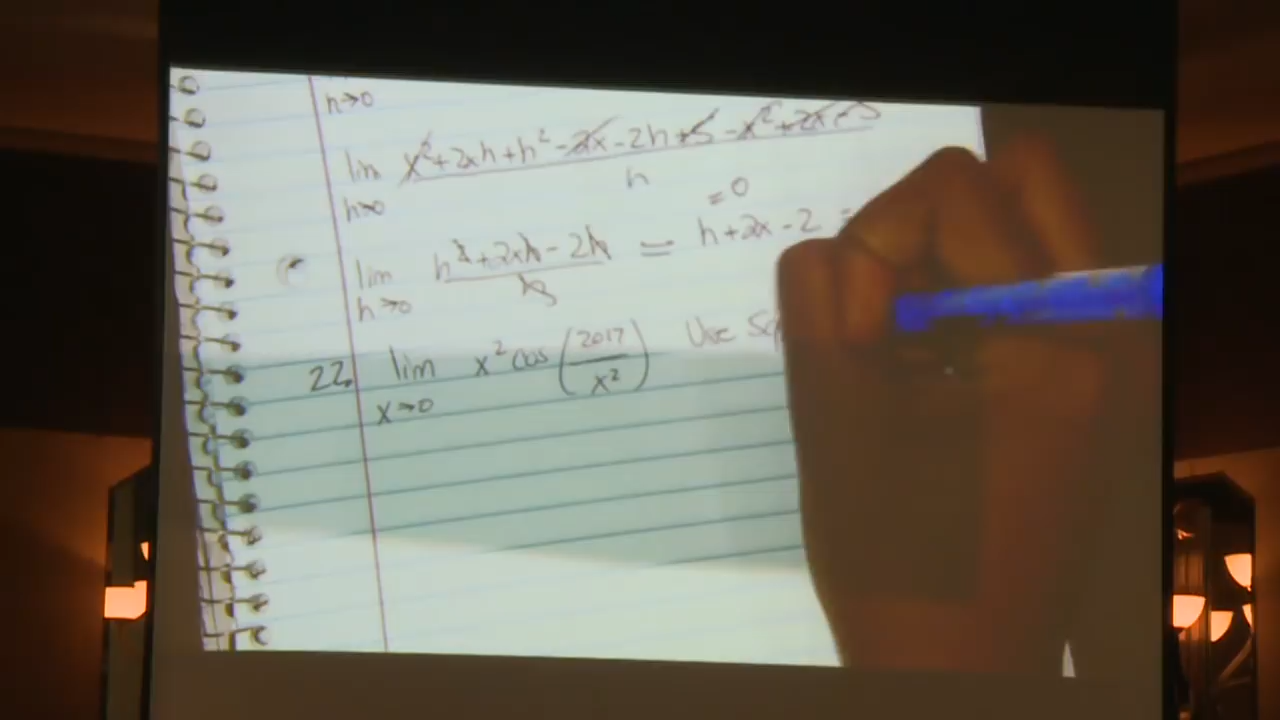 h→0
lim x²+2xh+h²-2x-2h+5-x²+2x-5
h→0 h
=0
lim h²+2xh-2h = h+2x-2 =
h→0 h
22. lim x² cos (2017/x²) Use
x→0